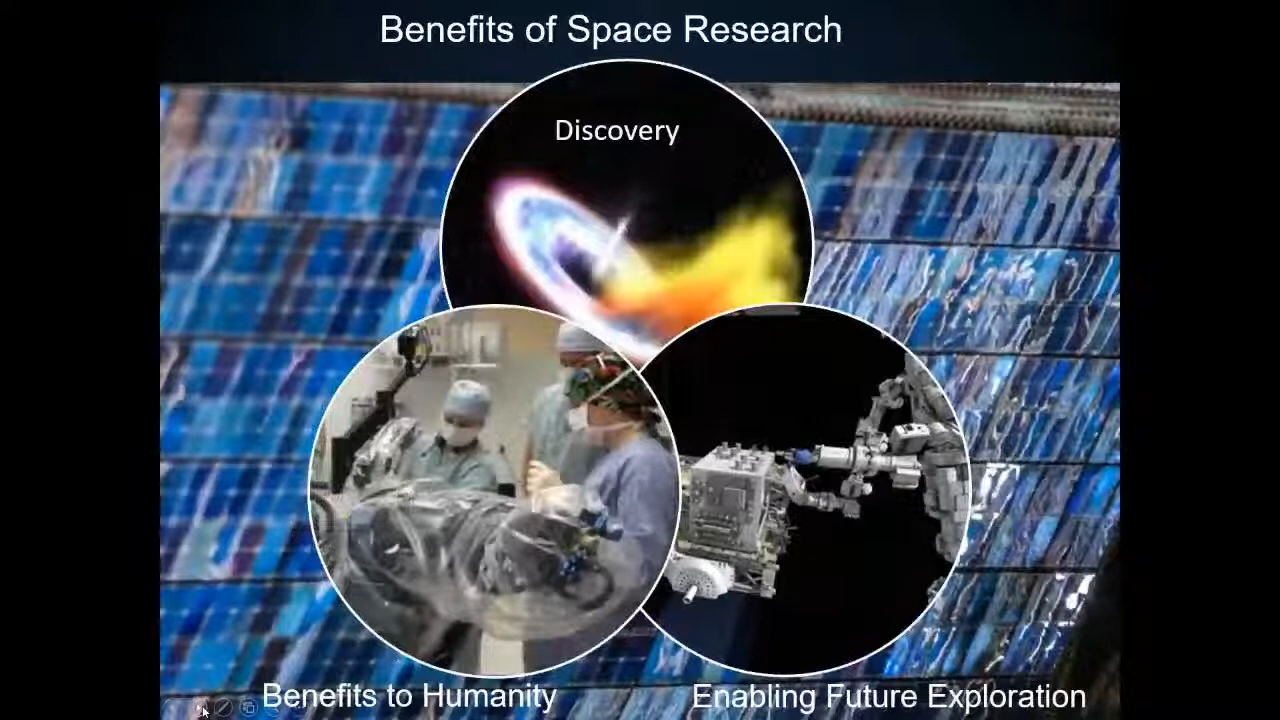 Benefits of Space Research
Discovery
Benefits to Humanity
Enabling Future Exploration